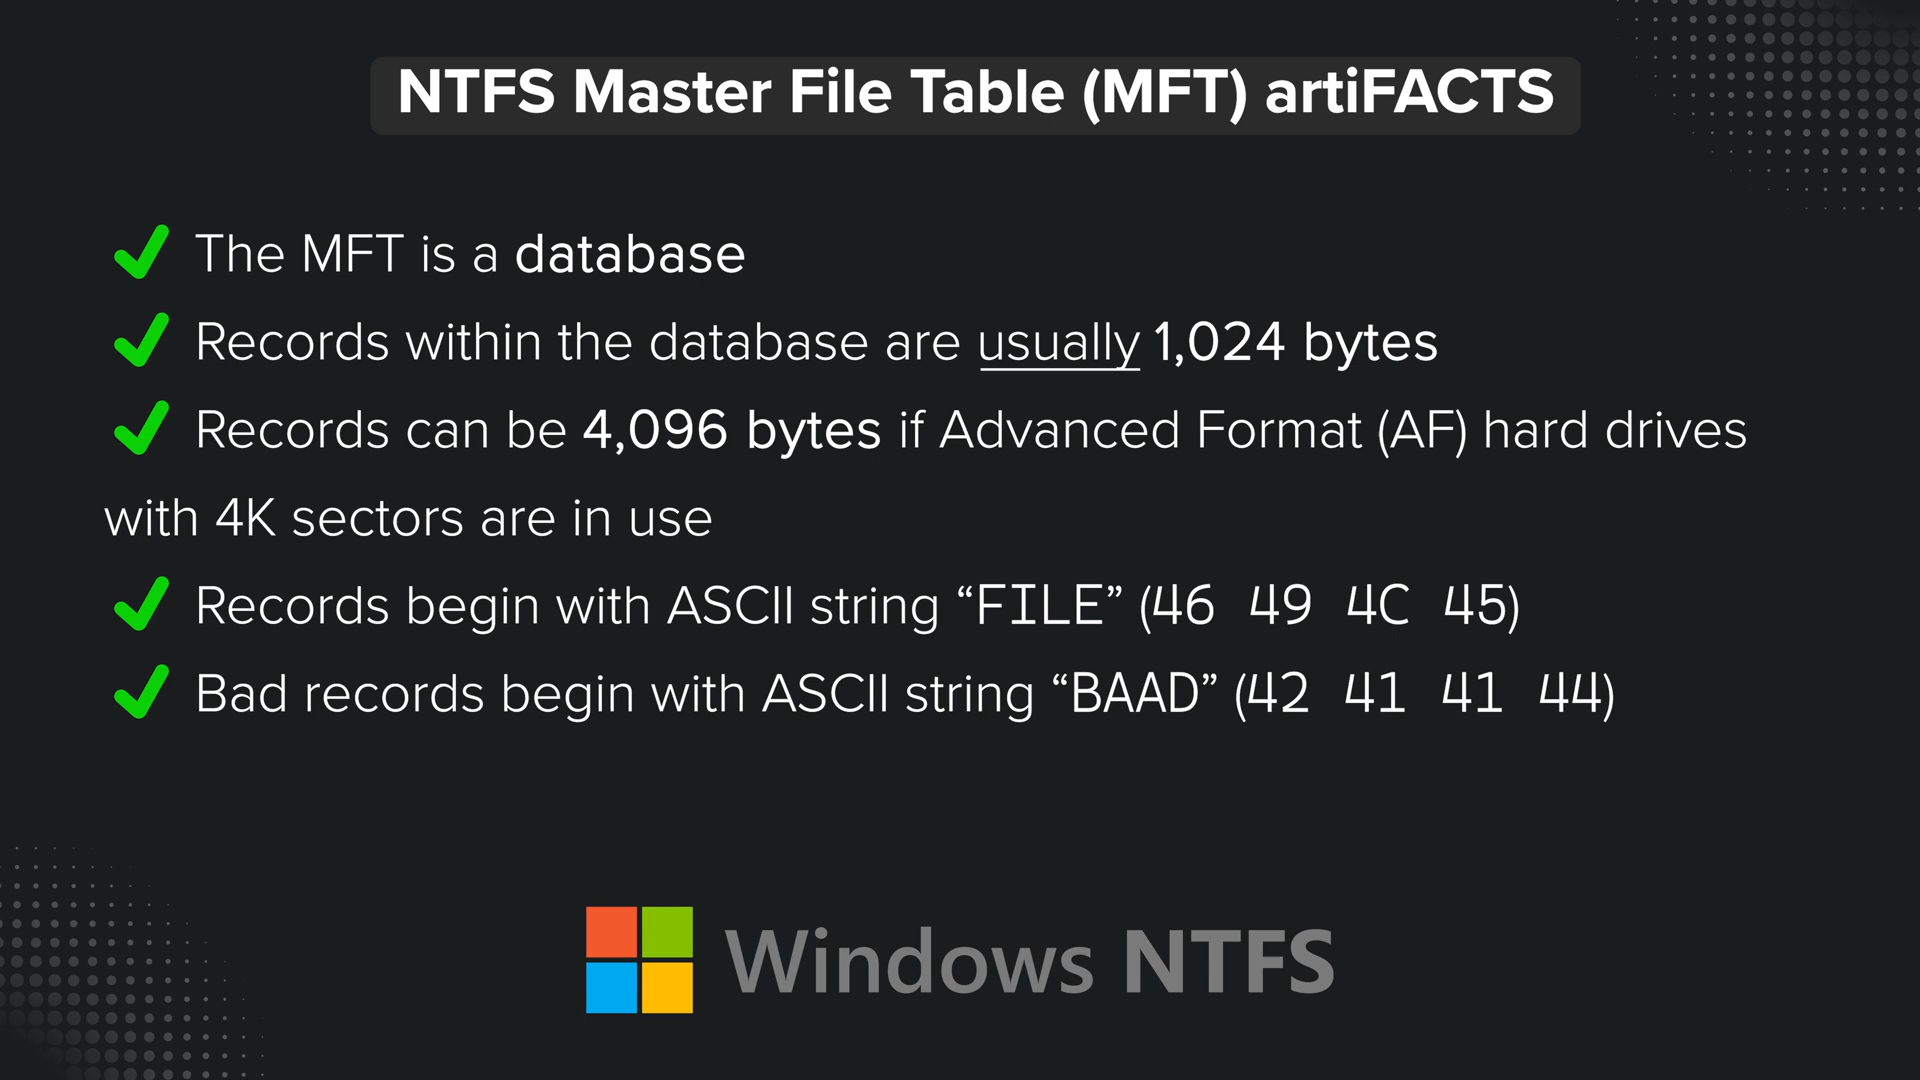 NTFS Master File Table (MFT) artiFACTS
✔ The MFT is a database
✔ Records within the database are usually 1,024 bytes
✔ Records can be 4,096 bytes if Advanced Format (AF) hard drives
with 4K sectors are in use
✔ Records begin with ASCII string “FILE” (46 49 4C 45)
✔ Bad records begin with ASCII string “BAAD” (42 41 41 44)
Windows NTFS